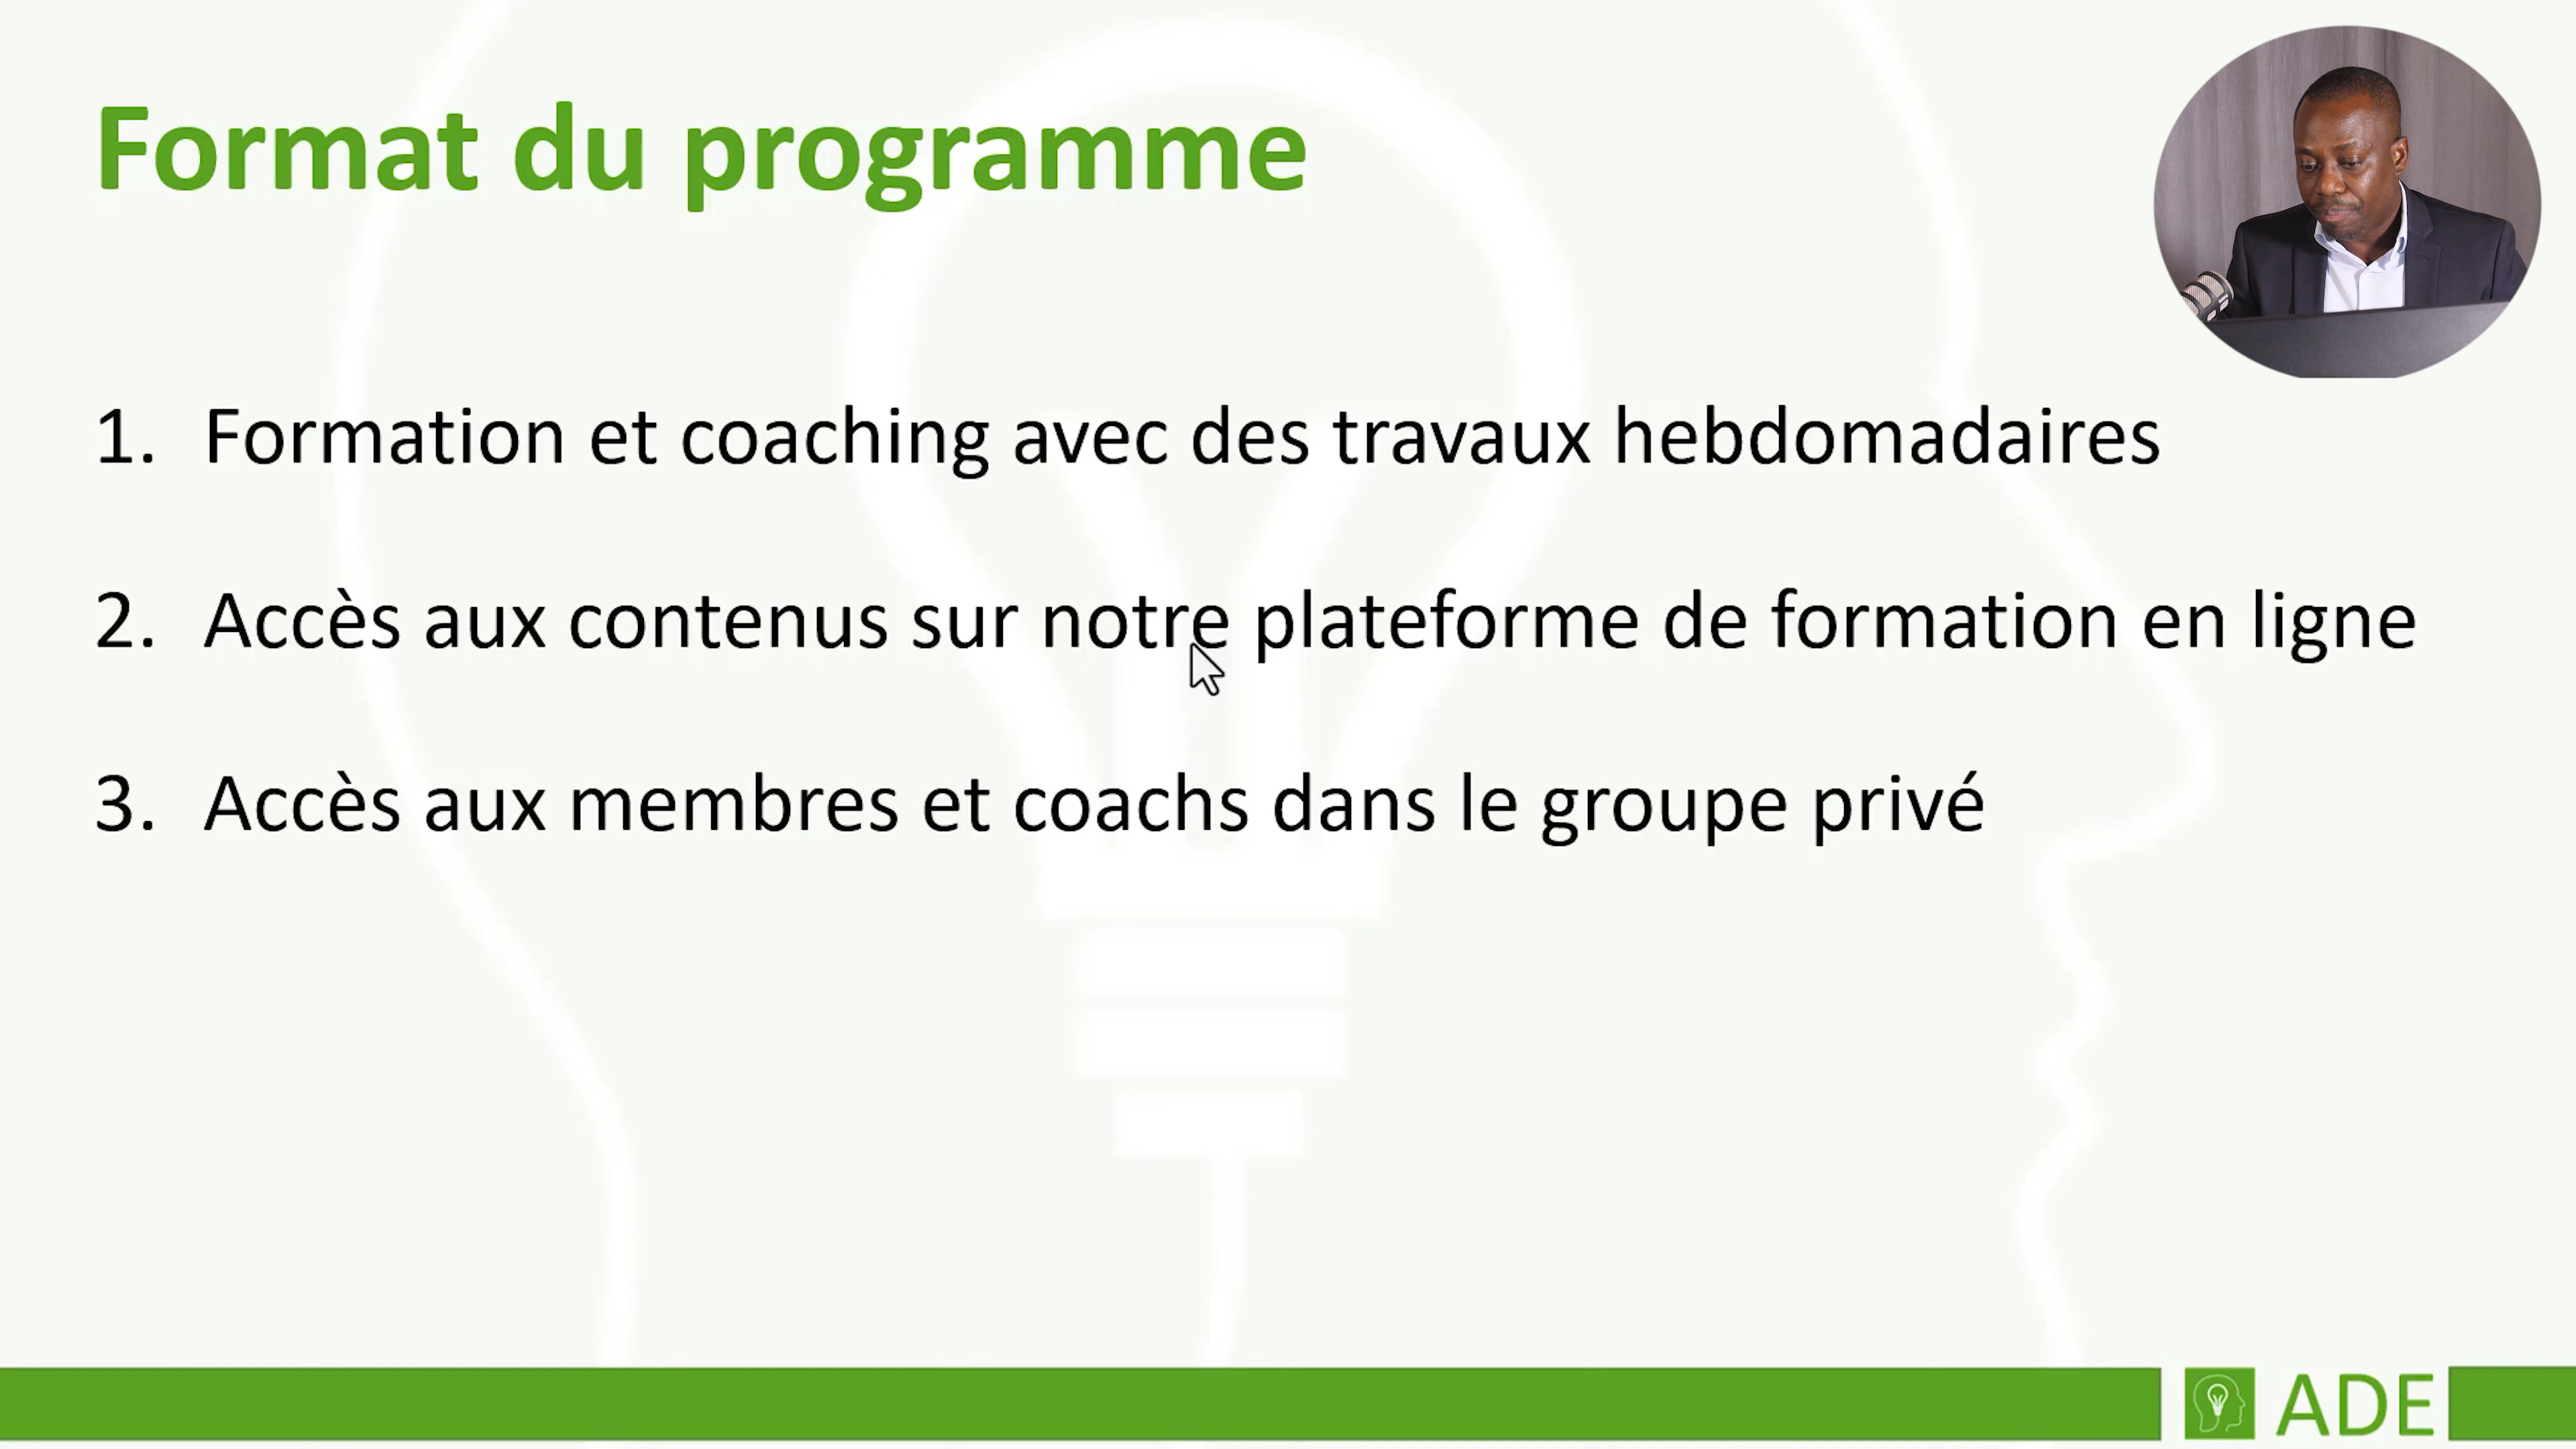 Format du programme
1. Formation et coaching avec des travaux hebdomadaires
2. Accès aux contenus sur notre plateforme de formation en ligne
3. Accès aux membres et coachs dans le groupe privé
ADE